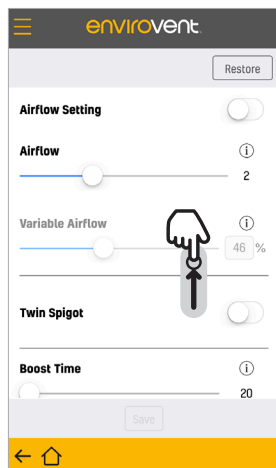 envirovent.
Restore
Airflow Setting
Airflow
2
Variable Airflow
46 %
Twin Spigot
Boost Time
20
Save